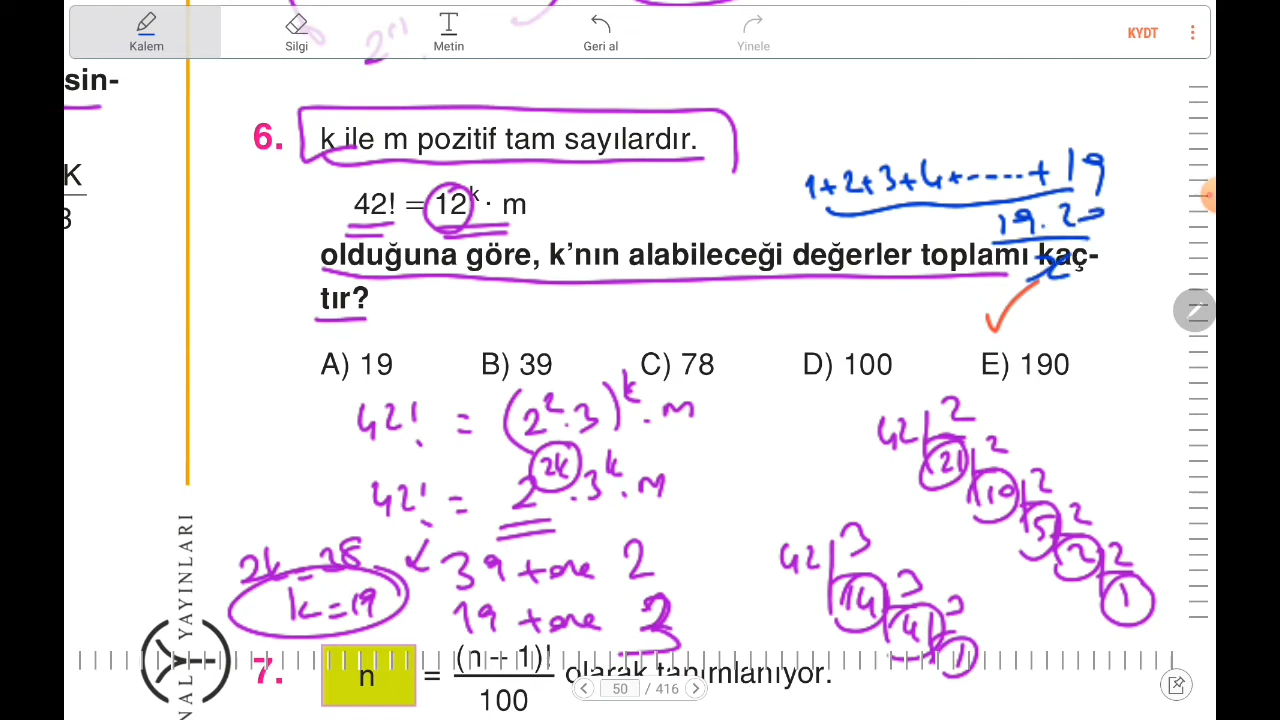 Kalem
Silgi
Metin
Geri al
Yinele
KYDT
sin-
K
3
6. k ile m pozitif tam sayılardır.
1+2+3+4+-----+19
42! = 12^k · m
19.20
2
olduğuna göre, k'nın alabileceği değerler toplamı kaç-
tır?
A) 19 B) 39 C) 78 D) 100 E) 190
42! = (2^2.3)^k.m
42! = 2^2k.3^k.m
42 2
21 2
10 2
5 2
2 2
1
42 3
14 3
4 3
1
2k = 38
k=19
39 tane 2
19 tane 3
NAL YAYINLARI
7. n = (n – 1)! / 100 olarak tanımlanıyor.
50 / 416